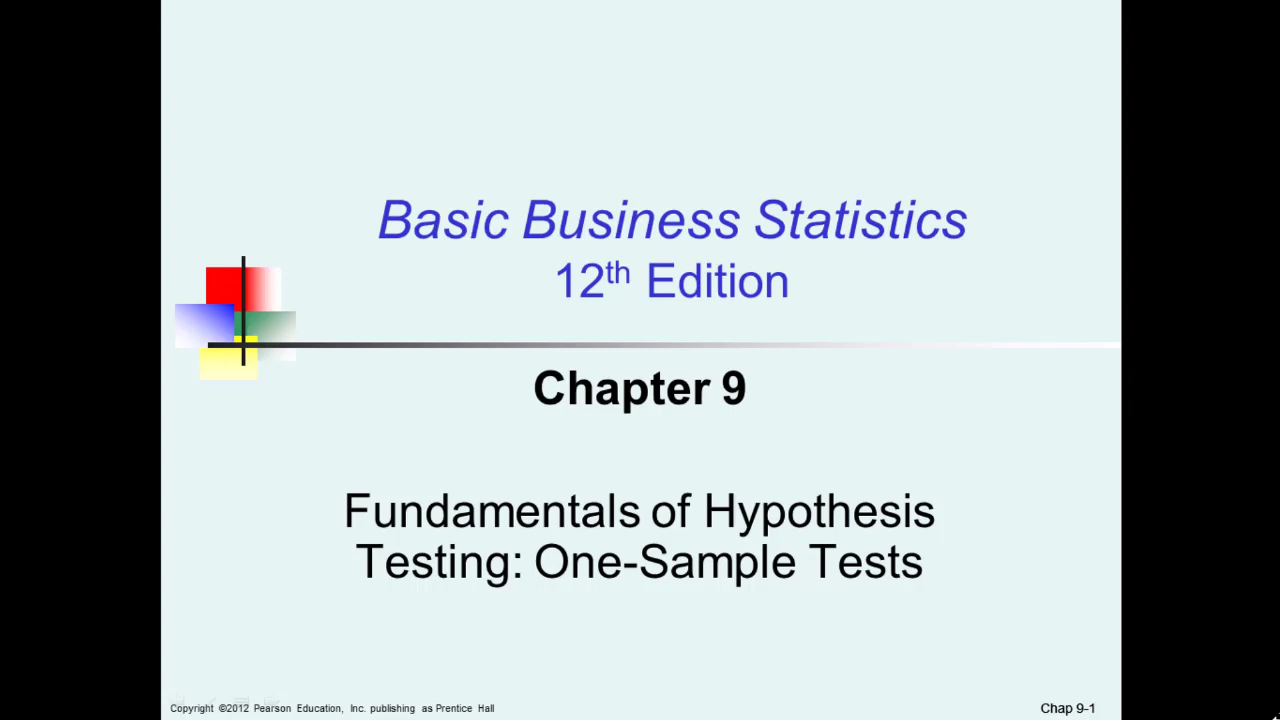 Basic Business Statistics
12th Edition
Chapter 9
Fundamentals of Hypothesis
Testing: One-Sample Tests
Copyright ©2012 Pearson Education, Inc. publishing as Prentice Hall
Chap 9-1